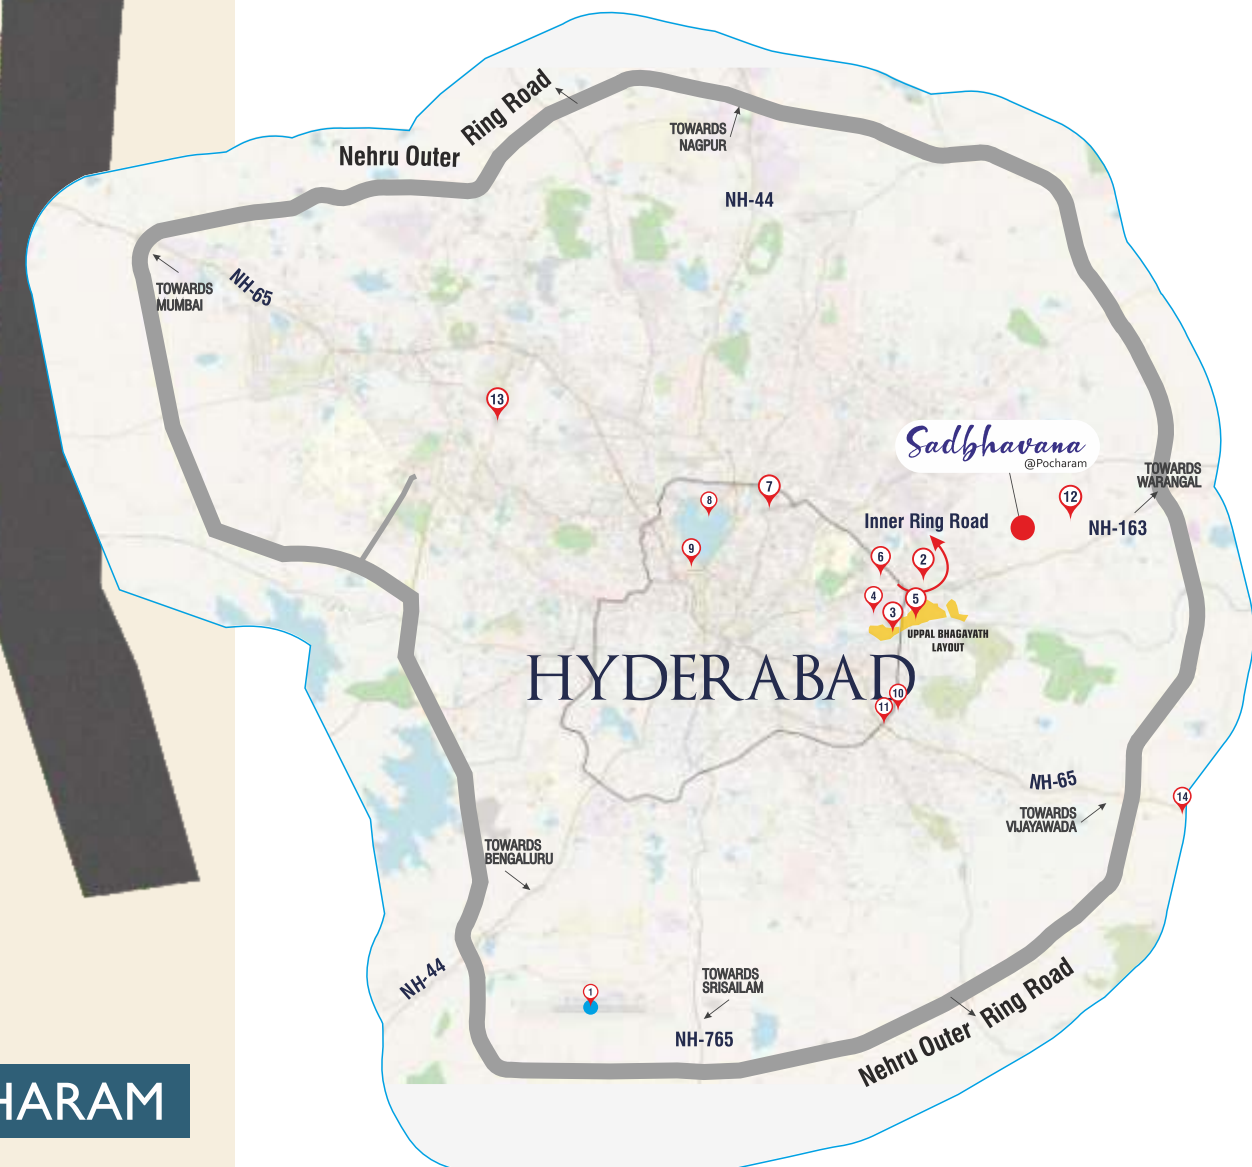 Nehru Outer Ring Road
TOWARDS
NAGPUR
NH-44
TOWARDS
MUMBAI
NH-65
13
Sadbhavana
@Pocharam
TOWARDS
WARANGAL
12
NH-163
7
8
Inner Ring Road
9
6
2
4
5
3
UPPAL BHAGAYATH
LAYOUT
HYDERABAD
10
11
NH-65
14
TOWARDS
VIJAYAWADA
TOWARDS
BENGALURU
NH-44
1
TOWARDS
SRISAILAM
NH-765
Nehru Outer Ring Road
HARAM